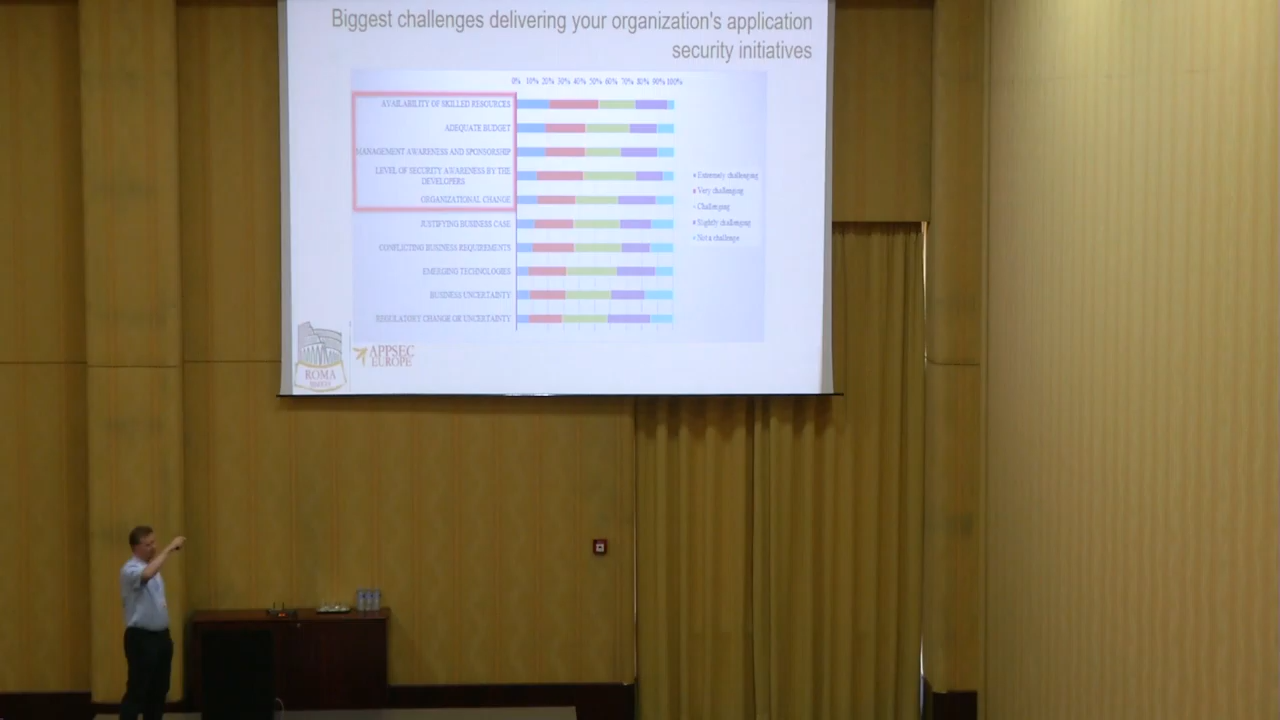 Biggest challenges delivering your organization's application
security initiatives
0% 10% 20% 30% 40% 50% 60% 70% 80% 90% 100%
AVAILABILITY OF SKILLED RESOURCES
ADEQUATE BUDGET
MANAGEMENT AWARENESS AND SPONSORSHIP
LEVEL OF SECURITY AWARENESS BY THE
DEVELOPERS
ORGANIZATIONAL CHANGE
JUSTIFYING BUSINESS CASE
CONFLICTING BUSINESS REQUIREMENTS
EMERGING TECHNOLOGIES
BUSINESS UNCERTAINTY
REGULATORY CHANGE OR UNCERTAINTY
Extremely challenging
Very challenging
Challenging
Slightly challenging
Not a challenge
ROMA
APPSEC
EUROPE